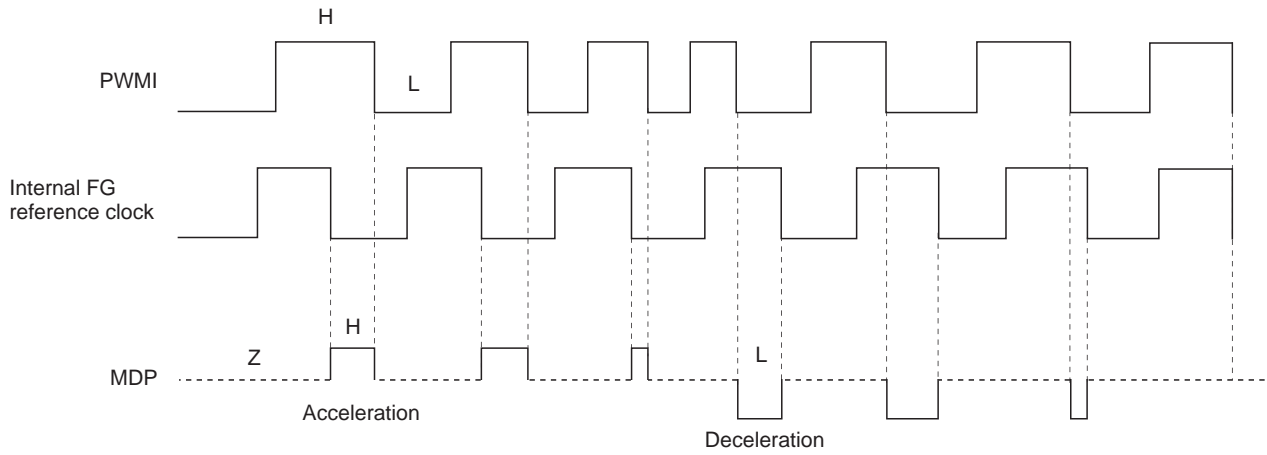 H
PWMI
L
Internal FG
reference clock
H
Z
L
MDP
Acceleration
Deceleration